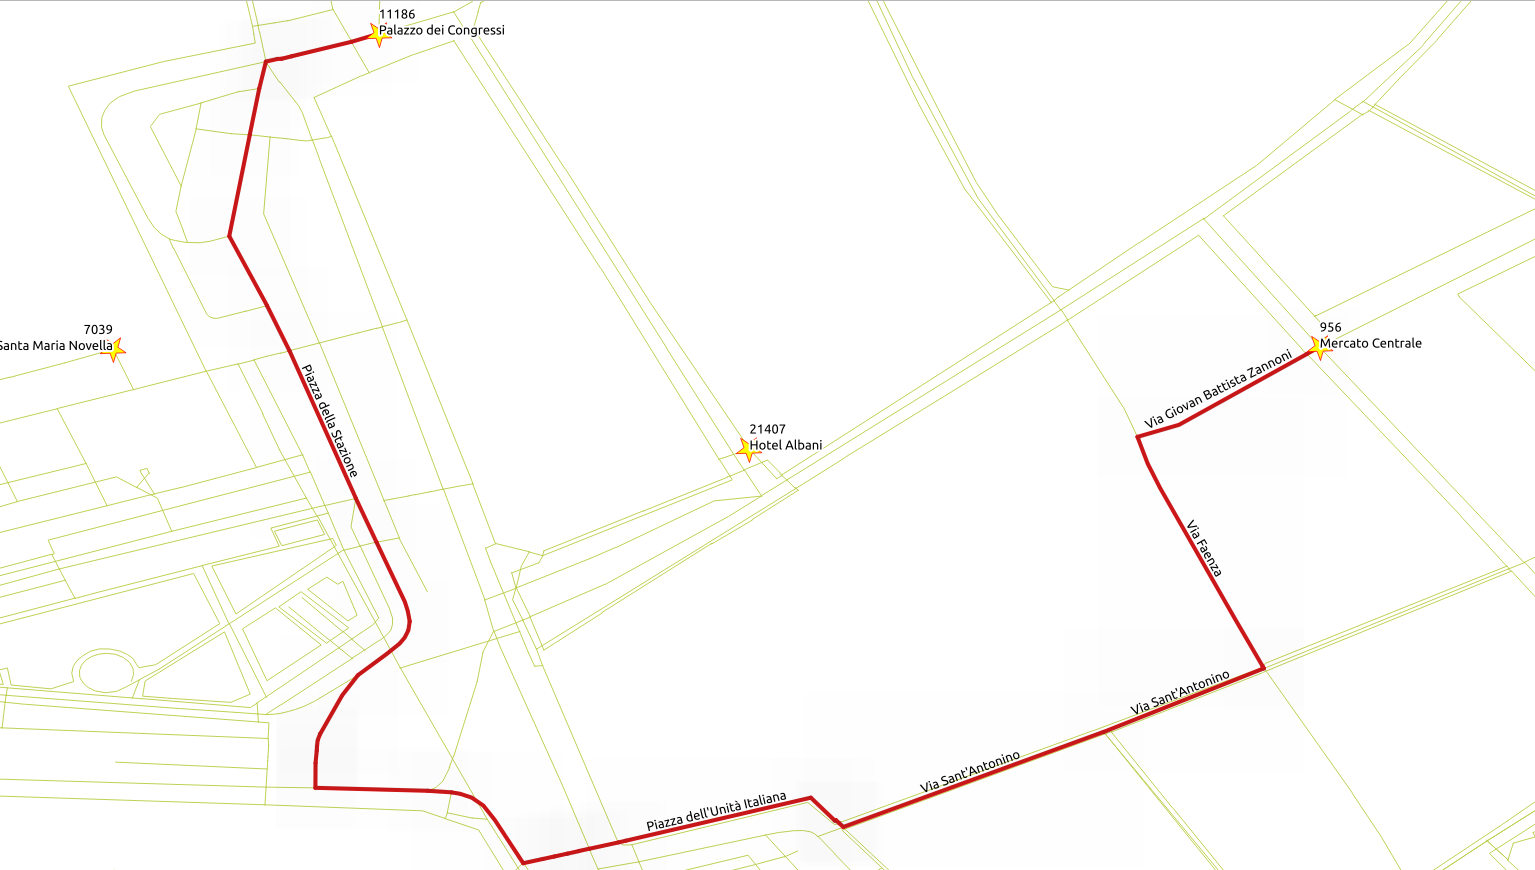 11186
Palazzo dei Congressi
7039
Santa Maria Novella
956
Mercato Centrale
Via Giovan Battista Zannoni
Piazza della Stazione
21407
Hotel Albani
Via Faenza
Via Sant'Antonino
Via Sant'Antonino
Piazza dell'Unità Italiana